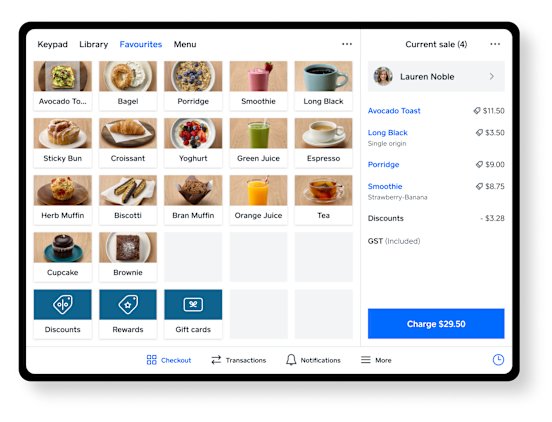 Keypad Library Favourites Menu
Avocado To... Bagel Porridge Smoothie Long Black
Sticky Bun Croissant Yoghurt Green Juice Espresso
Herb Muffin Biscotti Bran Muffin Orange Juice Tea
Cupcake Brownie
Discounts Rewards Gift cards
Current sale (4)
Lauren Noble
Avocado Toast $11.50
Long Black $3.50
Single origin
Porridge $9.00
Smoothie $8.75
Strawberry-Banana
Discounts - $3.28
GST (Included)
Charge $29.50
Checkout Transactions Notifications More